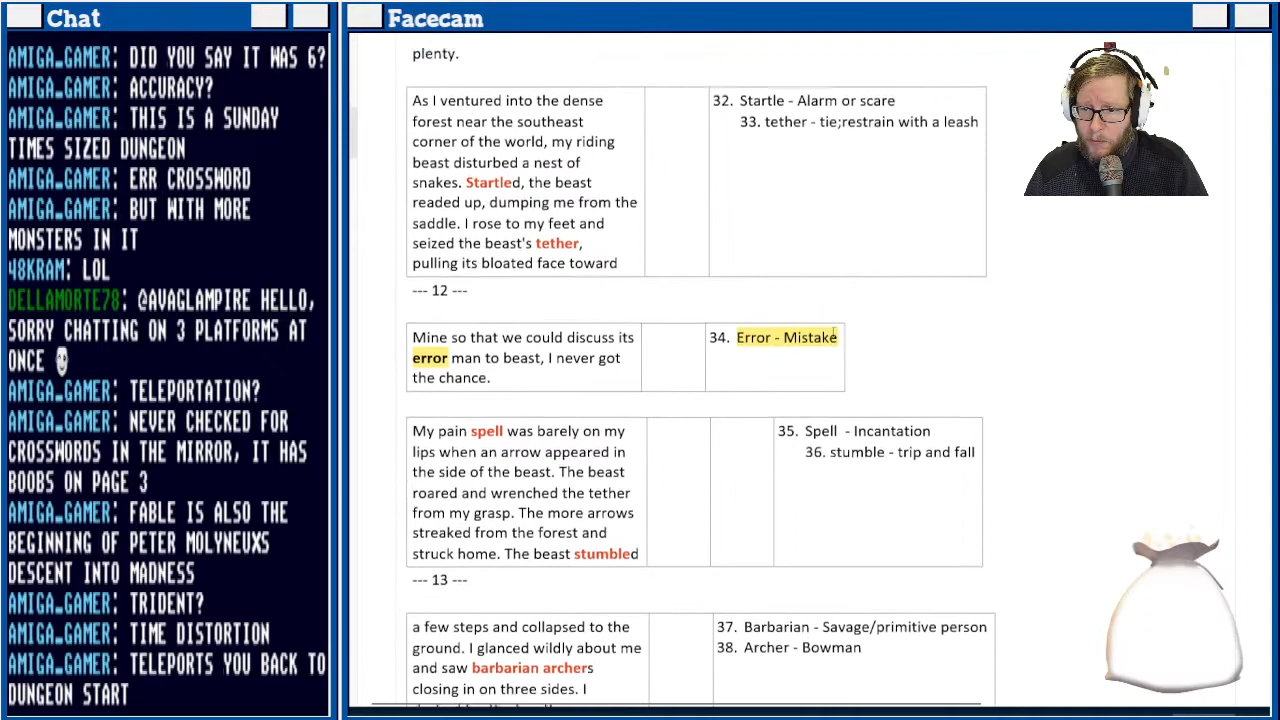 Chat
AMIGA_GAMER: DID YOU SAY IT WAS 6?
AMIGA_GAMER: ACCURACY?
AMIGA_GAMER: THIS IS A SUNDAY
TIMES SIZED DUNGEON
AMIGA_GAMER: ERR CROSSWORD
AMIGA_GAMER: BUT WITH MORE
MONSTERS IN IT
48KRAM: LOL
DELLAMORTE78: @AVAGLAMPIRE HELLO,
SORRY CHATTING ON 3 PLATFORMS AT
ONCE
AMIGA_GAMER: TELEPORTATION?
AMIGA_GAMER: NEVER CHECKED FOR
CROSSWORDS IN THE MIRROR, IT HAS
BOOBS ON PAGE 3
AMIGA_GAMER: FABLE IS ALSO THE
BEGINNING OF PETER MOLYNEUXS
DESCENT INTO MADNESS
AMIGA_GAMER: TRIDENT?
AMIGA_GAMER: TIME DISTORTION
AMIGA_GAMER: TELEPORTS YOU BACK TO
DUNGEON START
Facecam
plenty.
As I ventured into the dense
forest near the southeast
corner of the world, my riding
beast disturbed a nest of
snakes. Startled, the beast
readed up, dumping me from the
saddle. I rose to my feet and
seized the beast's tether,
pulling its bloated face toward
32. Startle - Alarm or scare
33. tether - tie;restrain with a leash
--- 12 ---
Mine so that we could discuss its
error man to beast, I never got
the chance.
34. Error - Mistake
My pain spell was barely on my
lips when an arrow appeared in
the side of the beast. The beast
roared and wrenched the tether
from my grasp. The more arrows
streaked from the forest and
struck home. The beast stumbled
35. Spell - Incantation
36. stumble - trip and fall
--- 13 ---
a few steps and collapsed to the
ground. I glanced wildly about me
and saw barbarian archers
closing in on three sides. I
37. Barbarian - Savage/primitive person
38. Archer - Bowman